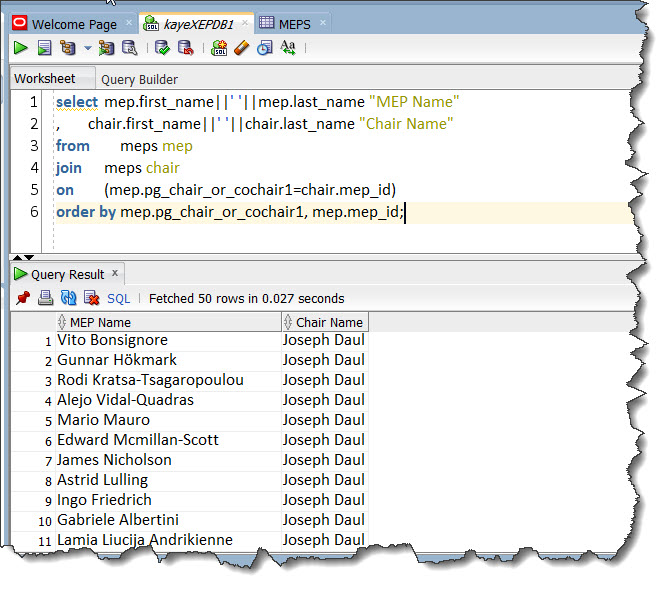 Welcome Page × kayeXEPDB1 × MEPS ×
Worksheet Query Builder
1 select mep.first_name||' '||mep.last_name "MEP Name"
2 , chair.first_name||' '||chair.last_name "Chair Name"
3 from meps mep
4 join meps chair
5 on (mep.pg_chair_or_cochair1=chair.mep_id)
6 order by mep.pg_chair_or_cochair1, mep.mep_id;
Query Result ×
SQL | Fetched 50 rows in 0.027 seconds
MEP Name Chair Name
1 Vito Bonsignore Joseph Daul
2 Gunnar Hökmark Joseph Daul
3 Rodi Kratsa-Tsagaropoulou Joseph Daul
4 Alejo Vidal-Quadras Joseph Daul
5 Mario Mauro Joseph Daul
6 Edward Mcmillan-Scott Joseph Daul
7 James Nicholson Joseph Daul
8 Astrid Lulling Joseph Daul
9 Ingo Friedrich Joseph Daul
10 Gabriele Albertini Joseph Daul
11 Lamia Liucija Andrikienne Joseph Daul